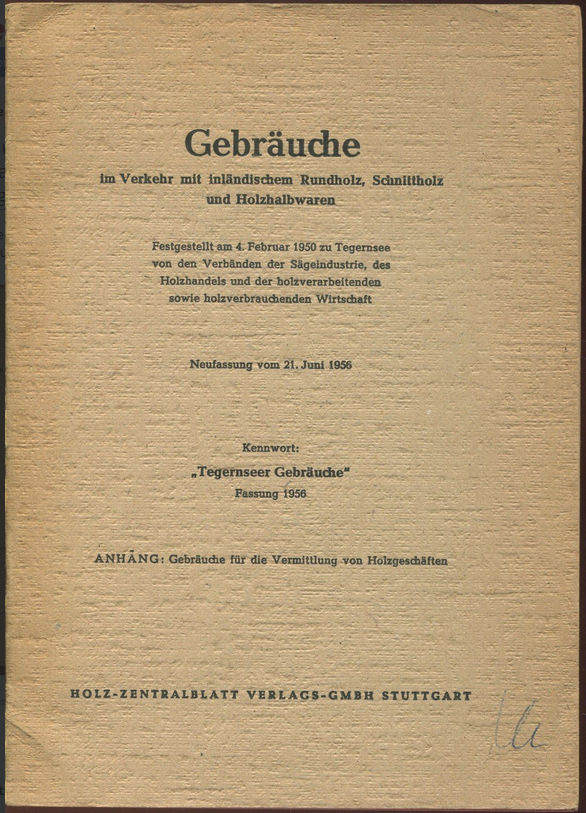 Gebräuche
im Verkehr mit inländischem Rundholz, Schnittholz
und Holzhalbwaren
Festgestellt am 4. Februar 1950 zu Tegernsee
von den Verbänden der Sägeindustrie, des
Holzhandels und der holzverarbeitenden
sowie holzverbrauchenden Wirtschaft
Neufassung vom 21. Juni 1956
Kennwort:
„Tegernseer Gebräuche"
Fassung 1956
ANHANG: Gebräuche für die Vermittlung von Holzgeschäften
HOLZ-ZENTRALBLATT VERLAGS-GMBH STUTTGART